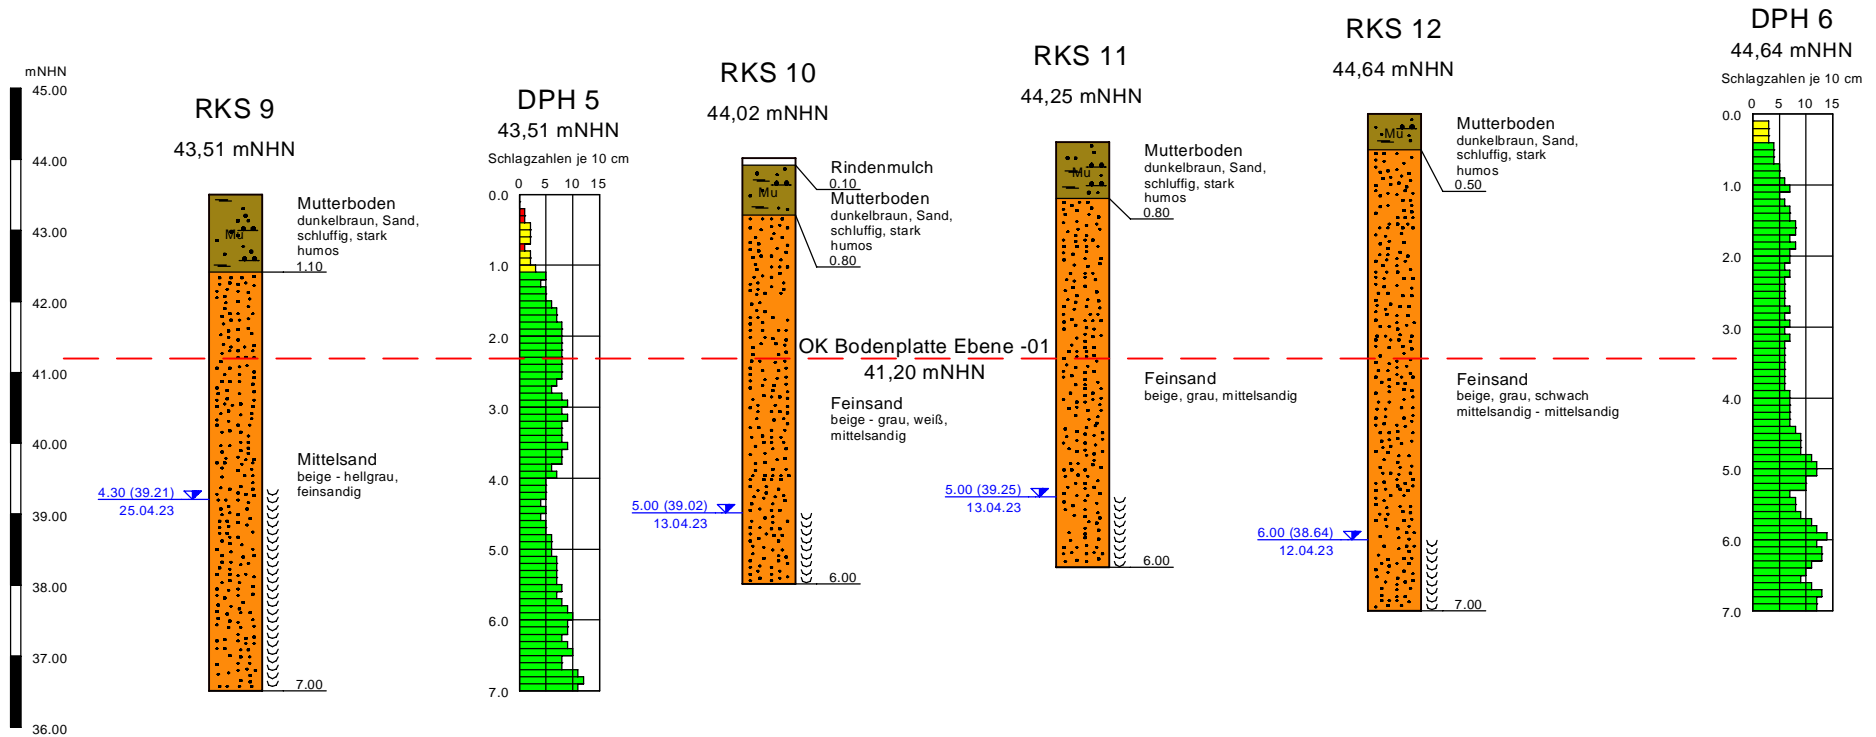 mNHN
45.00
44.00
43.00
42.00
41.00
40.00
39.00
38.00
37.00
36.00
RKS 9
43,51 mNHN
Mu
Mutterboden
dunkelbraun, Sand,
schluffig, stark
humos
1.10
Mittelsand
beige - hellgrau,
feinsandig
4.30 (39.21)
25.04.23
7.00
DPH 5
43,51 mNHN
Schlagzahlen je 10 cm
0 5 10 15
0.0
1.0
2.0
3.0
4.0
5.0
6.0
7.0
RKS 10
44,02 mNHN
Mu
Rindenmulch
0.10
Mutterboden
dunkelbraun, Sand,
schluffig, stark
humos
0.80
OK Bodenplatte Ebene -01
41,20 mNHN
Feinsand
beige - grau, weiß,
mittelsandig
5.00 (39.02)
13.04.23
6.00
RKS 11
44,25 mNHN
Mu
Mutterboden
dunkelbraun, Sand,
schluffig, stark
humos
0.80
Feinsand
beige, grau, mittelsandig
5.00 (39.25)
13.04.23
6.00
RKS 12
44,64 mNHN
Mu
Mutterboden
dunkelbraun, Sand,
schluffig, stark
humos
0.50
Feinsand
beige, grau, schwach
mittelsandig - mittelsandig
6.00 (38.64)
12.04.23
7.00
DPH 6
44,64 mNHN
Schlagzahlen je 10 cm
0 5 10 15
0.0
1.0
2.0
3.0
4.0
5.0
6.0
7.0